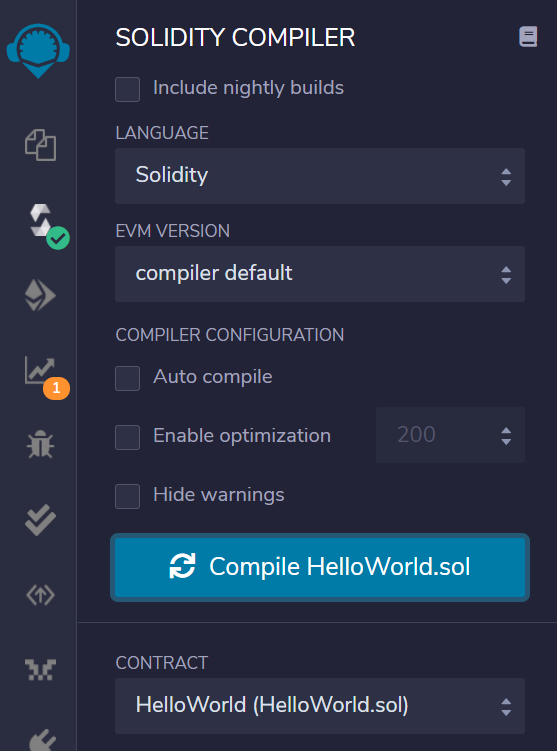 SOLIDITY COMPILER
Include nightly builds
LANGUAGE
Solidity
EVM VERSION
compiler default
COMPILER CONFIGURATION
Auto compile
1
Enable optimization 200
Hide warnings
Compile HelloWorld.sol
CONTRACT
HelloWorld (HelloWorld.sol)